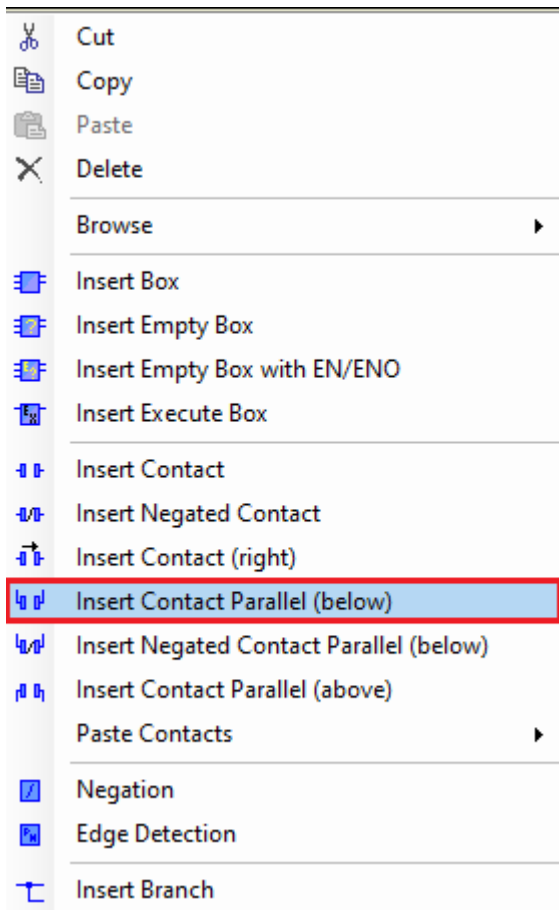 Cut
Copy
Paste
Delete
Browse
Insert Box
Insert Empty Box
Insert Empty Box with EN/ENO
Insert Execute Box
Insert Contact
Insert Negated Contact
Insert Contact (right)
Insert Contact Parallel (below)
Insert Negated Contact Parallel (below)
Insert Contact Parallel (above)
Paste Contacts
Negation
Edge Detection
Insert Branch